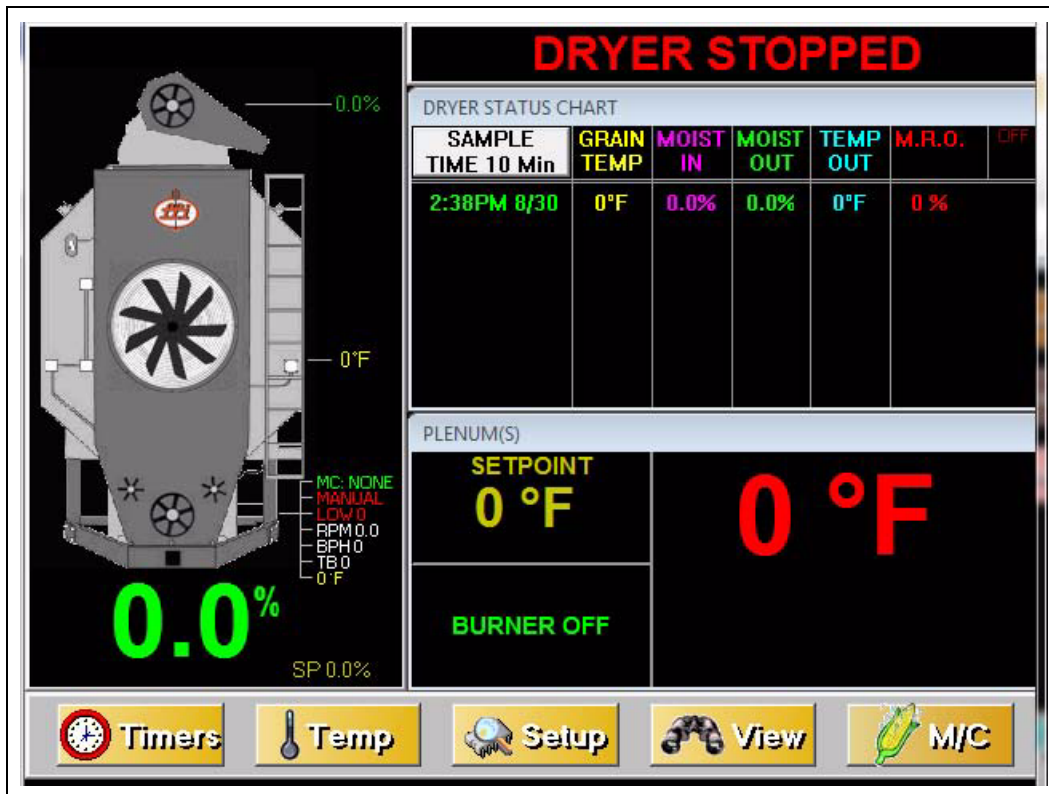 DRYER STOPPED
0.0%
DRYER STATUS CHART
SAMPLE TIME 10 Min
GRAIN TEMP
MOIST IN
MOIST OUT
TEMP OUT
M.R.O.
OFF
2:38PM 8/30 0°F 0.0% 0.0% 0°F 0 %
0°F
PLENUM(S)
SETPOINT
0 °F
0 °F
BURNER OFF
MC: NONE
MANUAL
LOW 0
RPM 0.0
BPH 0
TB 0
0°F
0.0%
SP 0.0%
Timers Temp Setup View M/C